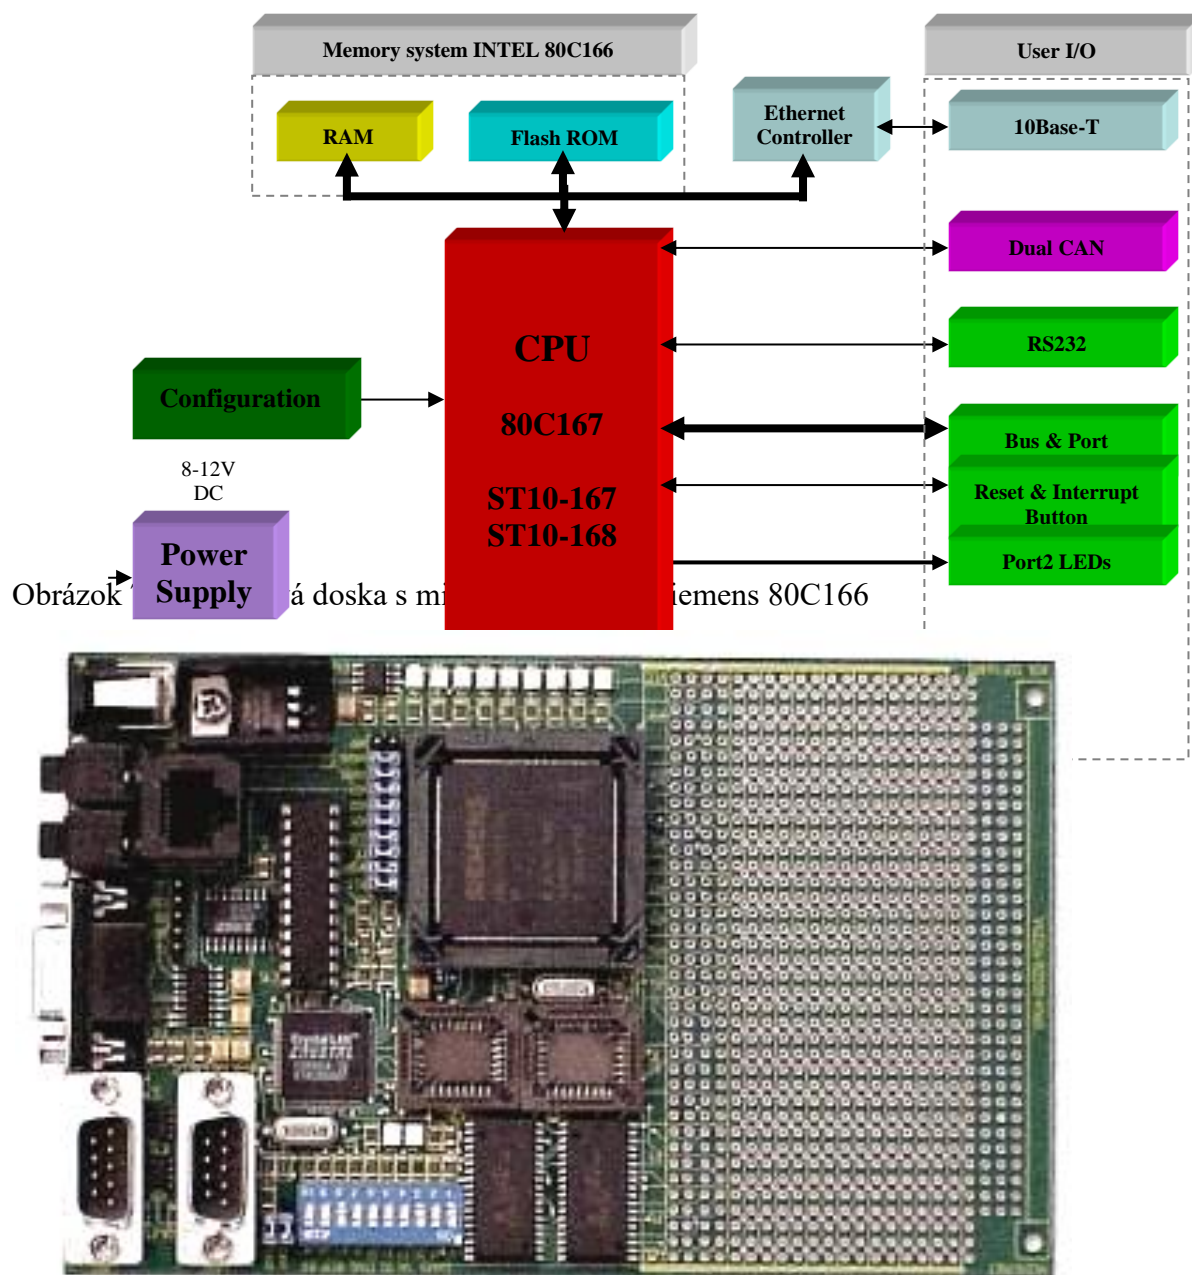 Memory system INTEL 80C166
User I/O
RAM
Flash ROM
Ethernet
Controller
10Base-T
Dual CAN
CPU
RS232
Configuration
80C167
Bus & Port
8-12V
DC
ST10-167
ST10-168
Reset & Interrupt
Button
Power
Supply
Port2 LEDs
Obrázok vá doska s mi iemens 80C166